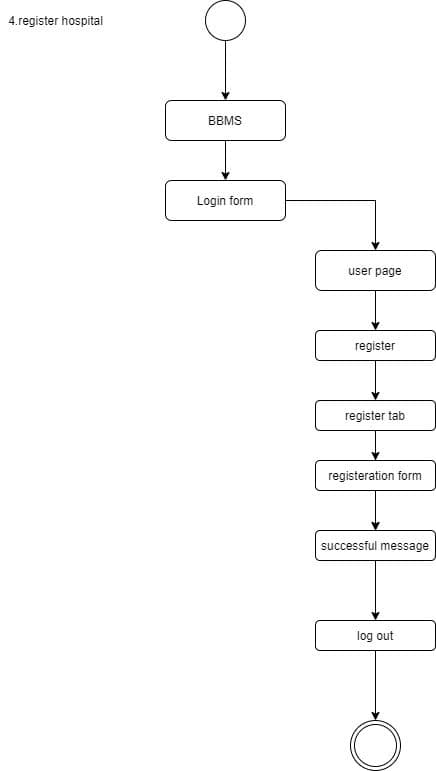 4.register hospital
BBMS
Login form
user page
register
register tab
registeration form
successful message
log out